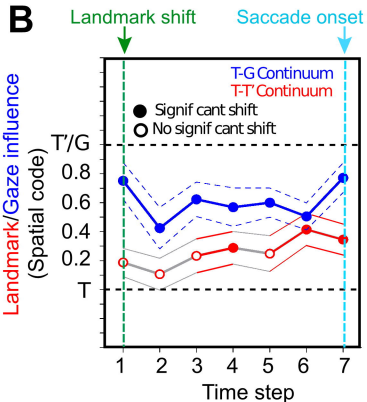 B
Landmark shift
Saccade onset
T-G Continuum
T-T' Continuum
Signif cant shift
No signif cant shift
T'/G
0.8
0.6
0.4
0.2
T
Landmark/Gaze influence
(Spatial code)
1 2 3 4 5 6 7
Time step